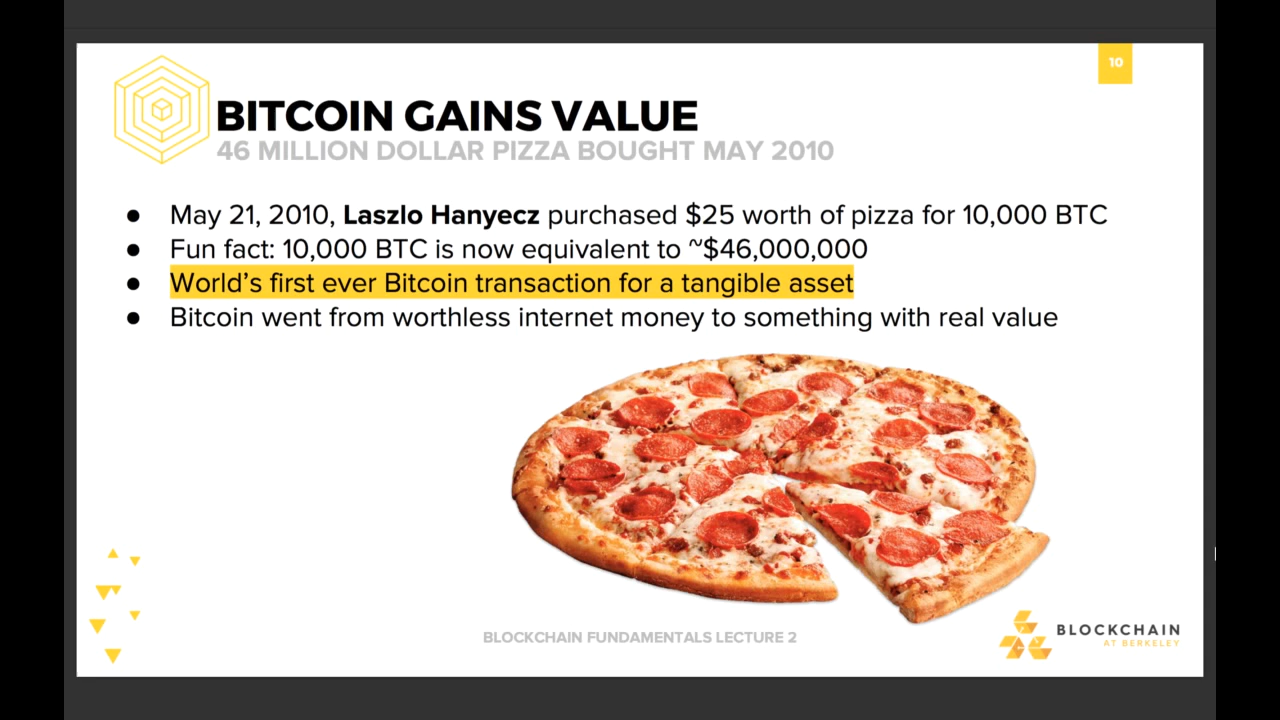 10
BITCOIN GAINS VALUE
46 MILLION DOLLAR PIZZA BOUGHT MAY 2010
● May 21, 2010, Laszlo Hanyecz purchased $25 worth of pizza for 10,000 BTC
● Fun fact: 10,000 BTC is now equivalent to ~$46,000,000
● World’s first ever Bitcoin transaction for a tangible asset
● Bitcoin went from worthless internet money to something with real value
BLOCKCHAIN FUNDAMENTALS LECTURE 2
BLOCKCHAIN
AT BERKELEY